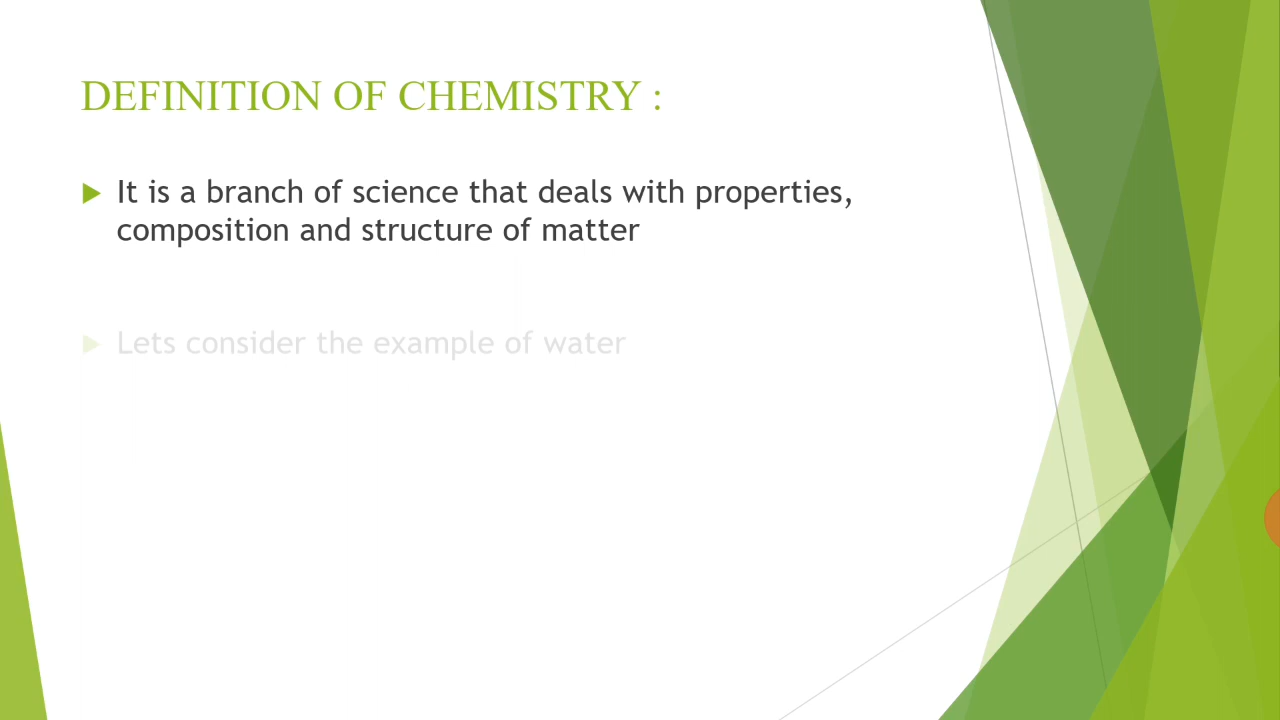 DEFINITION OF CHEMISTRY :
It is a branch of science that deals with properties,
composition and structure of matter
Lets consider the example of water